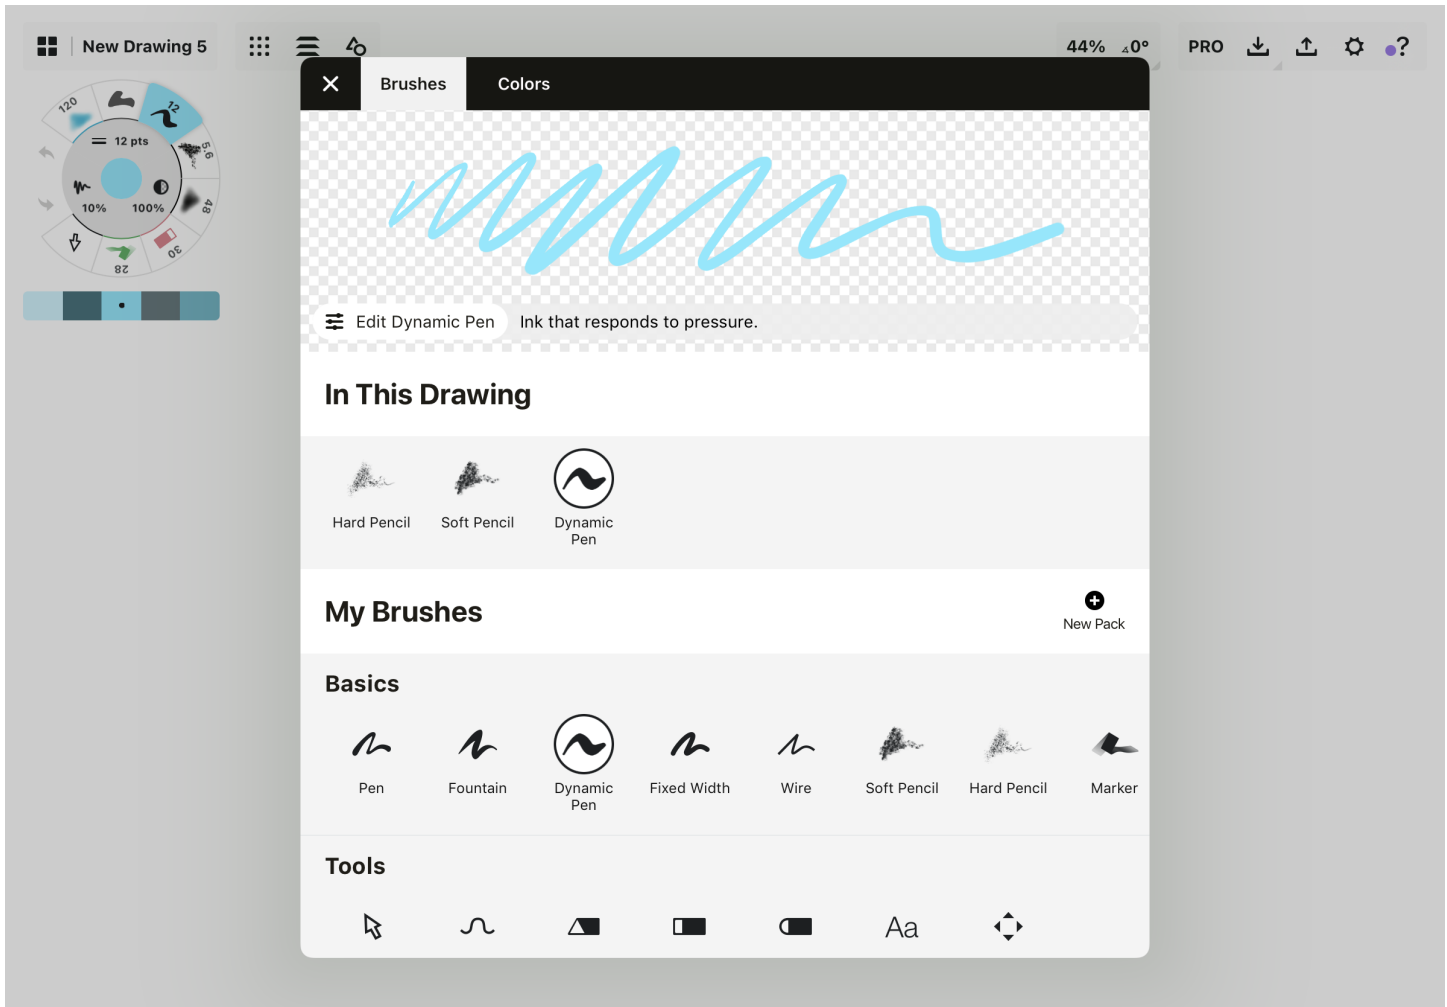 New Drawing 5
44% 0°
PRO
?
120
12
5.6
48
30
28
12 pts
10% 100%
Brushes
Colors
Edit Dynamic Pen
Ink that responds to pressure.
In This Drawing
Hard Pencil
Soft Pencil
Dynamic
Pen
My Brushes
New Pack
Basics
Pen
Fountain
Dynamic
Pen
Fixed Width
Wire
Soft Pencil
Hard Pencil
Marker
Tools
Aa